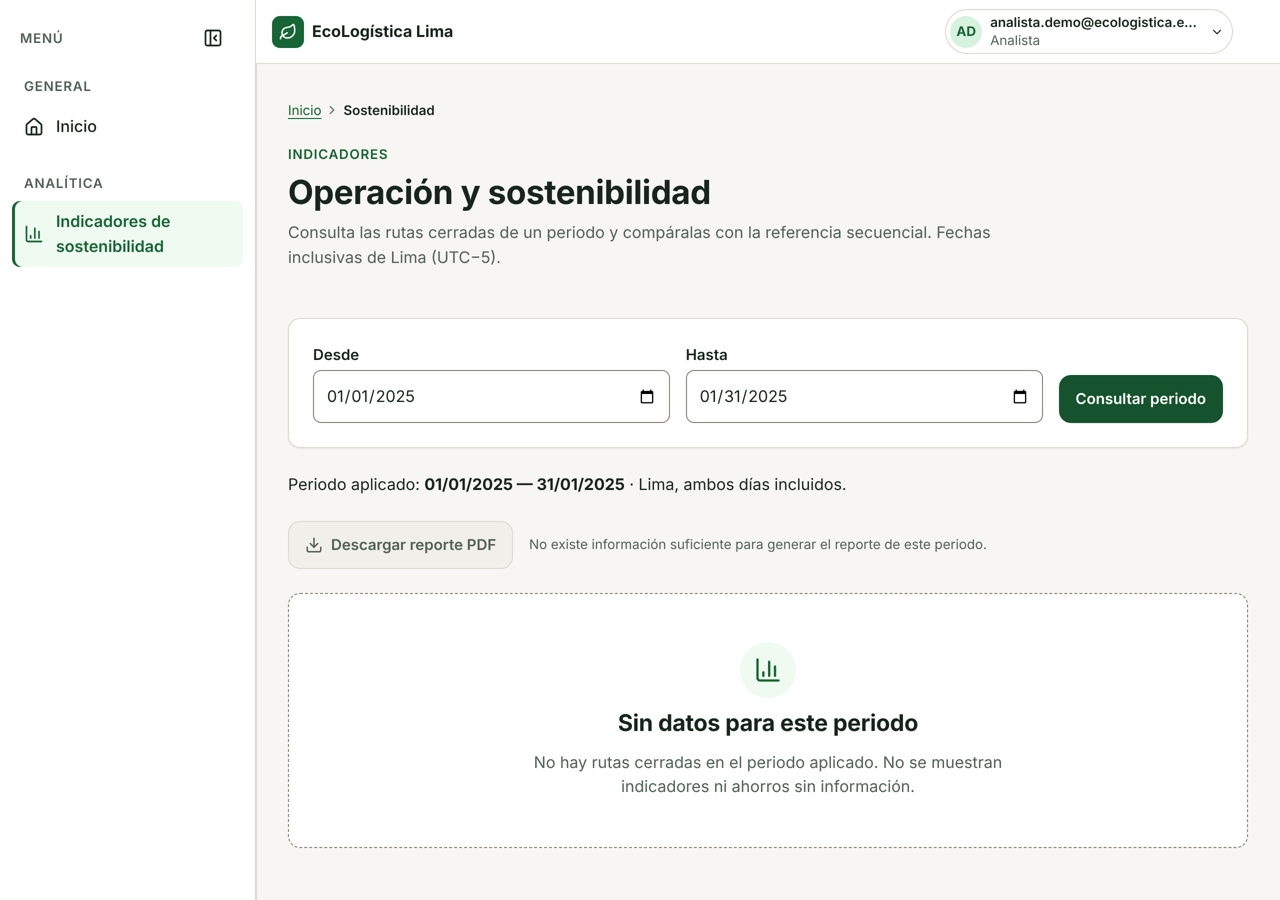 MENÚ
GENERAL
Inicio
ANALÍTICA
Indicadores de
sostenibilidad
EcoLogística Lima
AD
analista.demo@ecologistica.e...
Analista
Inicio > Sostenibilidad
INDICADORES
Operación y sostenibilidad
Consulta las rutas cerradas de un periodo y compáralas con la referencia secuencial. Fechas
inclusivas de Lima (UTC−5).
Desde
01/01/2025
Hasta
01/31/2025
Consultar periodo
Periodo aplicado: 01/01/2025 — 31/01/2025 · Lima, ambos días incluidos.
Descargar reporte PDF
No existe información suficiente para generar el reporte de este periodo.
Sin datos para este periodo
No hay rutas cerradas en el periodo aplicado. No se muestran
indicadores ni ahorros sin información.